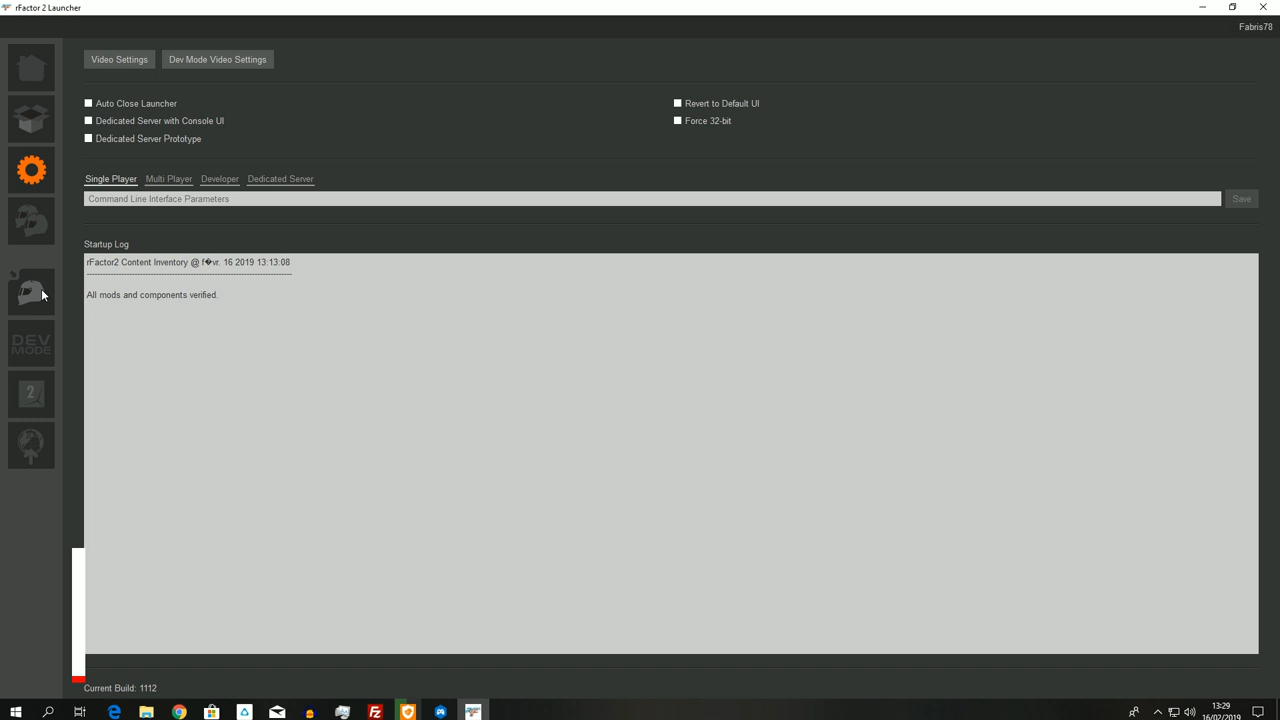 rFactor 2 Launcher
Fabris78
Video Settings
Dev Mode Video Settings
Auto Close Launcher
Revert to Default UI
Dedicated Server with Console UI
Force 32-bit
Dedicated Server Prototype
Single Player Multi Player Developer Dedicated Server
Command Line Interface Parameters
Save
Startup Log
rFactor2 Content Inventory @ f�vr. 16 2019 13:13:08
--------------------------------------------------------------------
All mods and components verified.
DEV
MODE
2
Current Build: 1112
13:29
16/02/2019